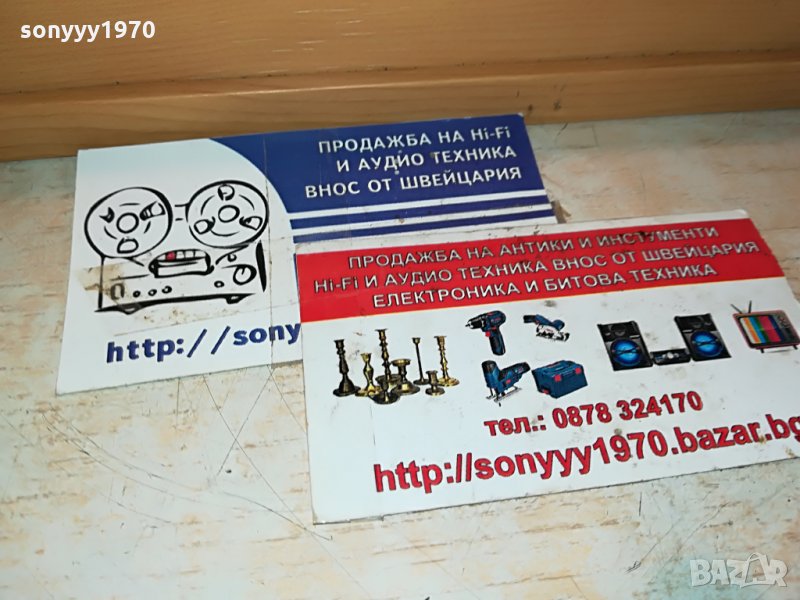 sonyyy1970
ПРОДАЖБА НА Hi-Fi
И АУДИО ТЕХНИКА
ВНОС ОТ ШВЕЙЦАРИЯ
http://sony
ПРОДАЖБА НА АНТИКИ И ИНСТУМЕНТИ
Hi-Fi И АУДИО ТЕХНИКА ВНОС ОТ ШВЕЙЦАРИЯ
ЕЛЕКТРОНИКА И БИТОВА ТЕХНИКА
тел.: 0878 324170
http://sonyyy1970.bazar.bg
BAZAR